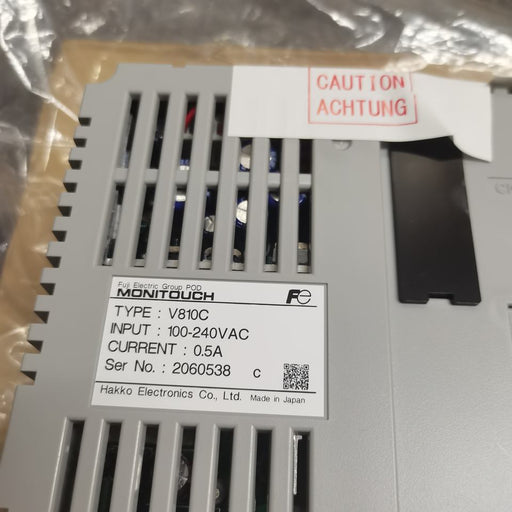 CAUTION
ACHTUNG
Fuji Electric Group POD
MONITOUCH
Fe
TYPE : V810C
INPUT : 100-240VAC
CURRENT : 0.5A
Ser No. : 2060538 C
Hakko Electronics Co., Ltd. Made in Japan